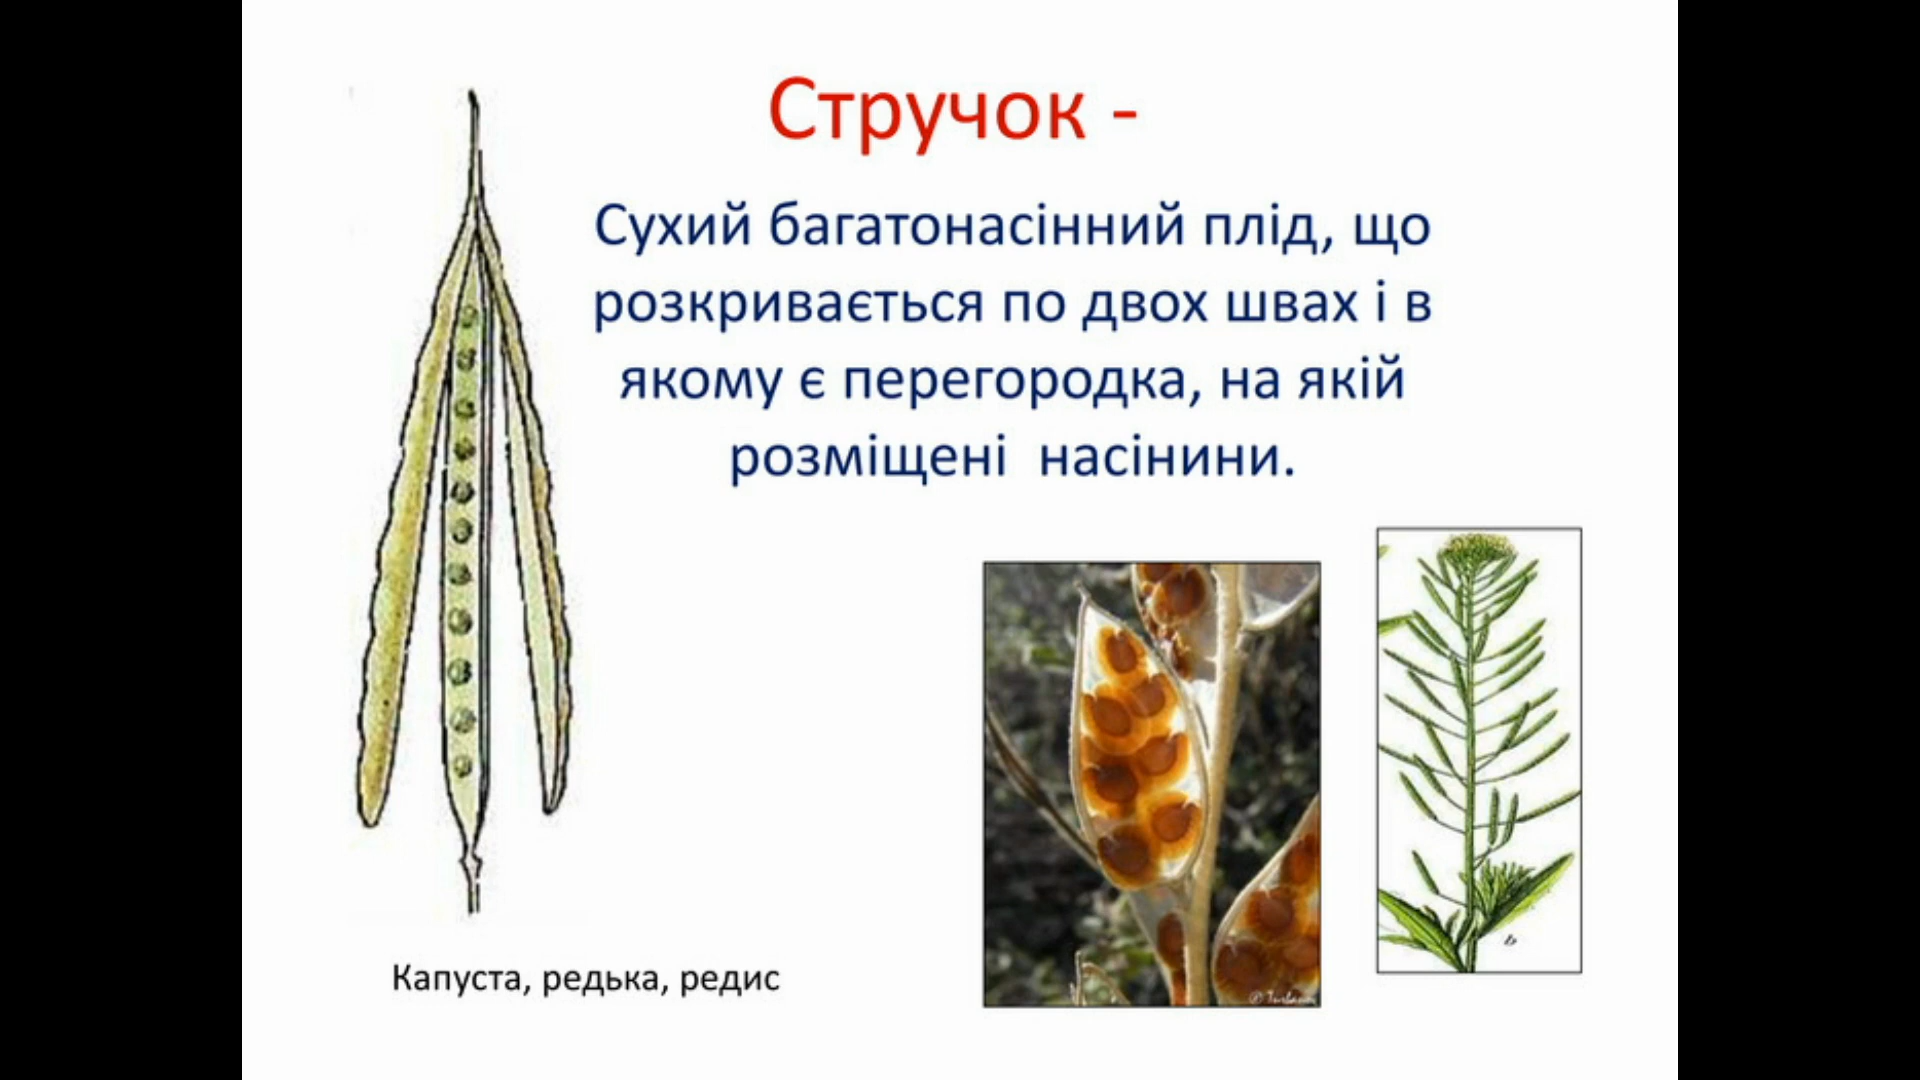 Стручок -
Сухий багатонасінний плід, що
розкривається по двох швах і в
якому є перегородка, на якій
розміщені насінини.
Капуста, редька, редис